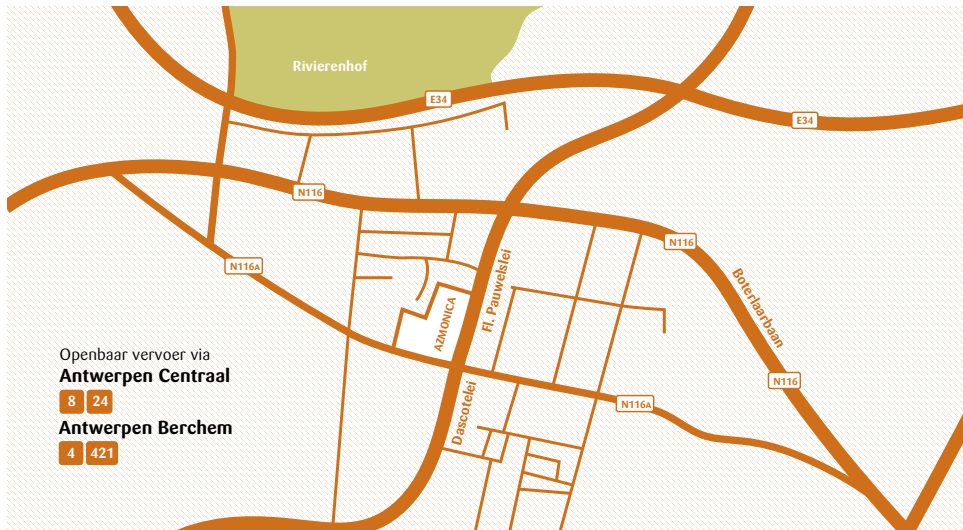 Rivierenhof
E34
E34
N116
N116
N116A
Fl. Pauwelslei
Boterlaarbaan
AZMONICA
Openbaar vervoer via
Antwerpen Centraal
8 24
N116
Dascotelei
N116A
Antwerpen Berchem
4 421